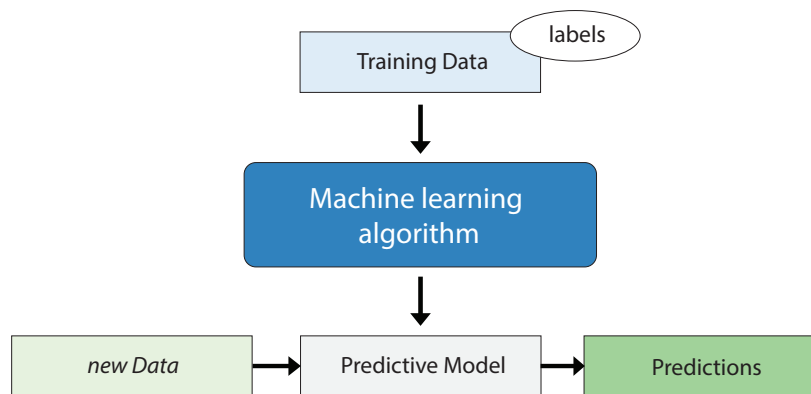 labels
Training Data
Machine learning
algorithm
new Data
Predictive Model
Predictions